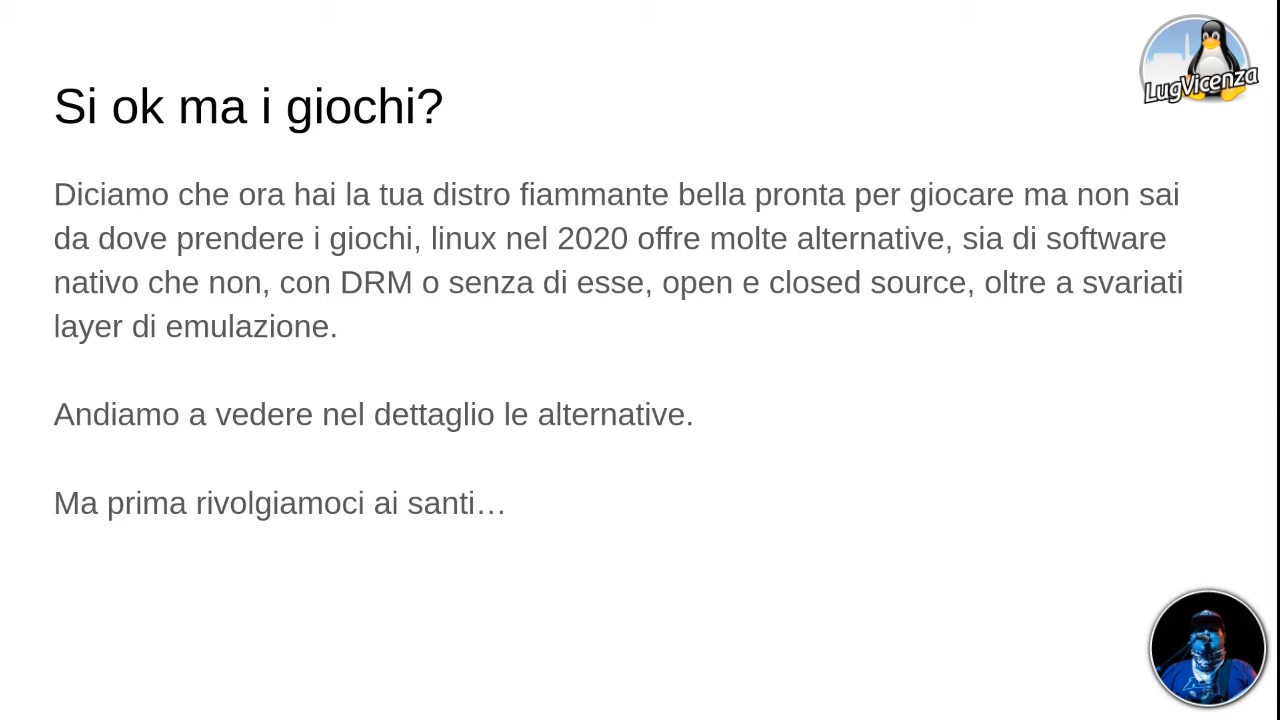 LugVicenza
Si ok ma i giochi?
Diciamo che ora hai la tua distro fiammante bella pronta per giocare ma non sai
da dove prendere i giochi, linux nel 2020 offre molte alternative, sia di software
nativo che non, con DRM o senza di esse, open e closed source, oltre a svariati
layer di emulazione.
Andiamo a vedere nel dettaglio le alternative.
Ma prima rivolgiamoci ai santi…